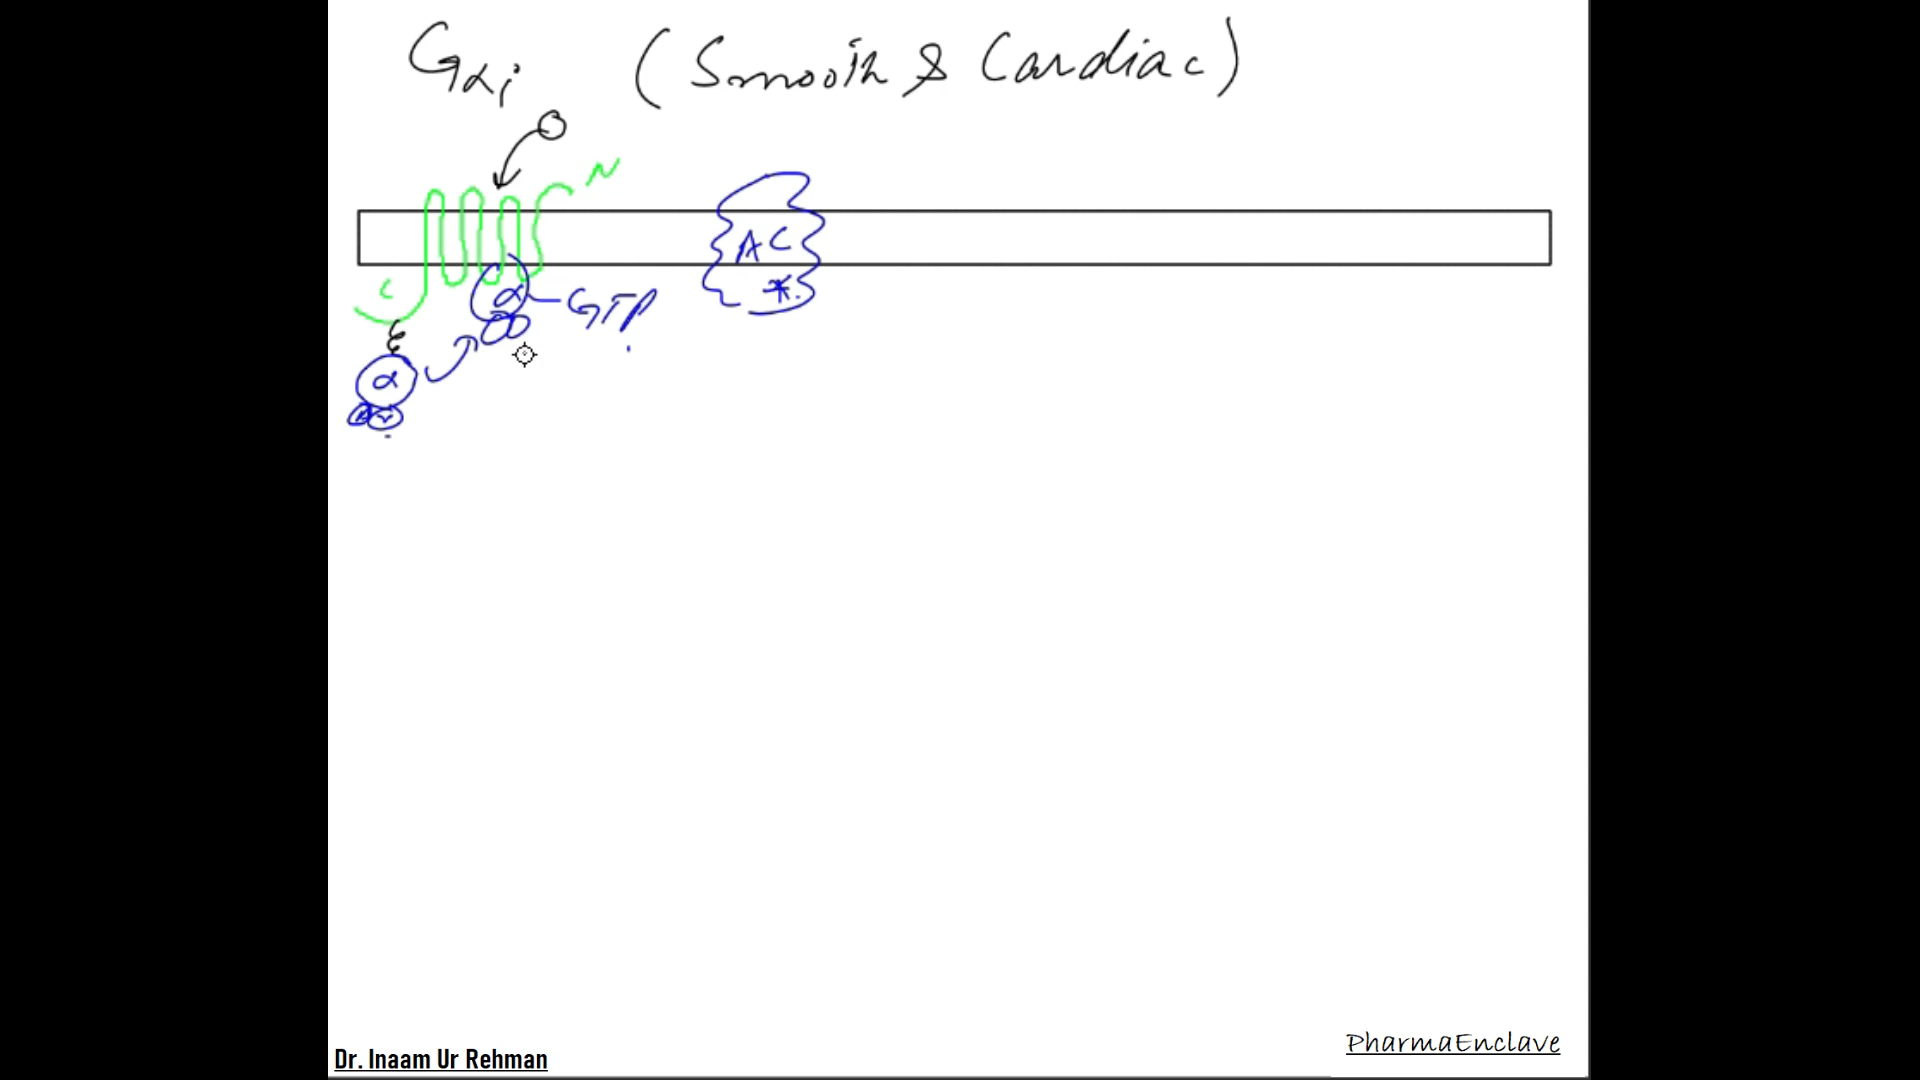 Gαi (Smooth & Cardiac)
N
AC
*
C
α
GTP
α
Dr. Inaam Ur Rehman
PharmaEnclave